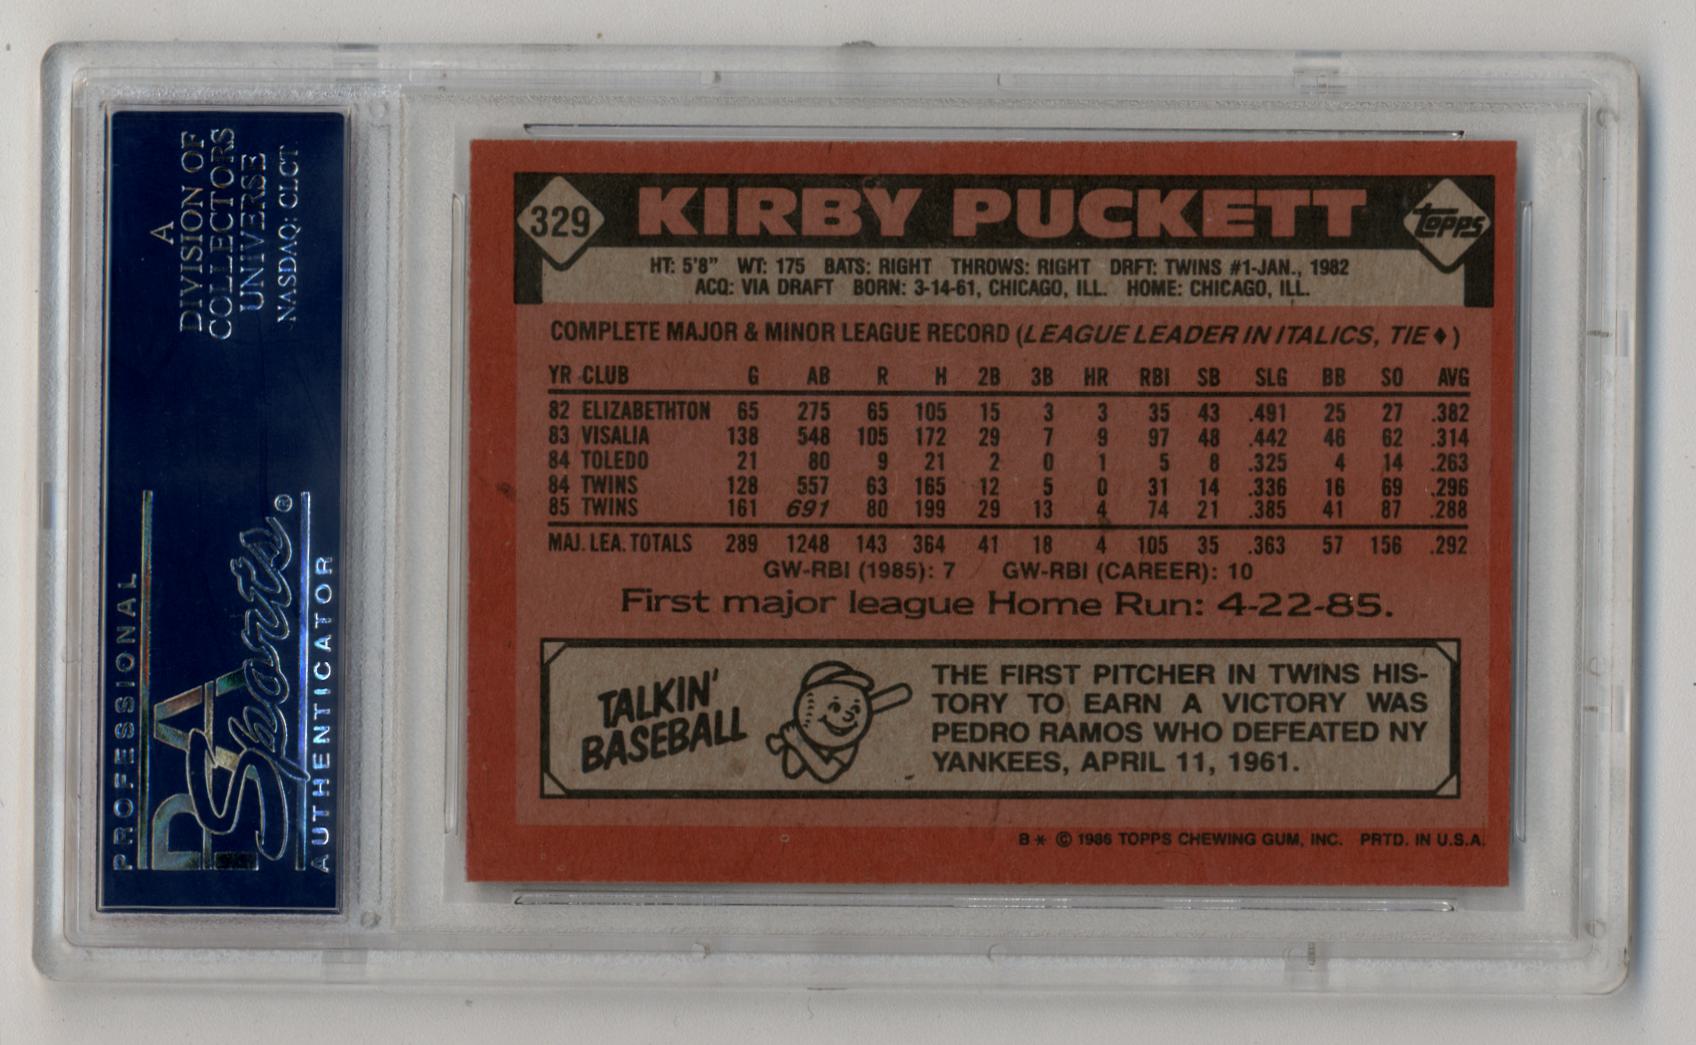 A
DIVISION OF
COLLECTORS
UNIVERSE
NASDAQ: CLCT
PROFESSIONAL
PSA
Sports®
AUTHENTICATOR
329 KIRBY PUCKETT topps
HT: 5'8" WT: 175 BATS: RIGHT THROWS: RIGHT DRFT: TWINS #1-JAN., 1982
ACQ: VIA DRAFT BORN: 3-14-61, CHICAGO, ILL. HOME: CHICAGO, ILL.
COMPLETE MAJOR & MINOR LEAGUE RECORD (LEAGUE LEADER IN ITALICS, TIE ♦)
YR CLUB G AB R H 2B 3B HR RBI SB SLG BB SO AVG
82 ELIZABETHTON 65 275 65 105 15 3 3 35 43 .491 25 27 .382
83 VISALIA 138 548 105 172 29 7 9 97 48 .442 46 62 .314
84 TOLEDO 21 80 9 21 2 0 1 5 8 .325 4 14 .263
84 TWINS 128 557 63 165 12 5 0 31 14 .336 16 69 .296
85 TWINS 161 691 80 199 29 13 4 74 21 .385 41 87 .288
MAJ. LEA. TOTALS 289 1248 143 364 41 18 4 105 35 .363 57 156 .292
GW-RBI (1985): 7 GW-RBI (CAREER): 10
First major league Home Run: 4-22-85.
TALKIN'
BASEBALL
THE FIRST PITCHER IN TWINS HIS-
TORY TO EARN A VICTORY WAS
PEDRO RAMOS WHO DEFEATED NY
YANKEES, APRIL 11, 1961.
B * © 1986 TOPPS CHEWING GUM, INC. PRTD. IN U.S.A.